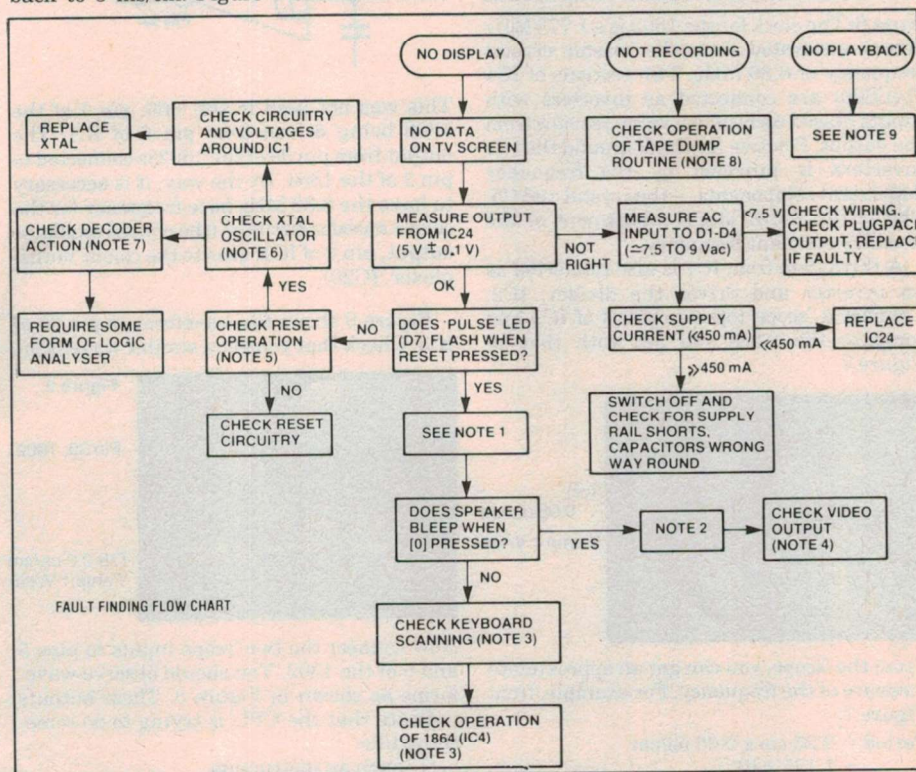 NO DISPLAY
NOT RECORDING
NO PLAYBACK
REPLACE
XTAL
CHECK CIRCUITRY
AND VOLTAGES
AROUND IC1
NO DATA
ON TV SCREEN
CHECK OPERATION
OF TAPE DUMP
ROUTINE (NOTE 8)
SEE NOTE 9
CHECK DECODER
ACTION (NOTE 7)
CHECK XTAL
OSCILLATOR
(NOTE 6)
MEASURE OUTPUT
FROM IC24
(5 V ± 0,1 V)
NOT
RIGHT
MEASURE AC
INPUT TO D1-D4
(≈7.5 TO 9 Vac)
<7.5 V
CHECK WIRING,
CHECK PLUGPACK
OUTPUT, REPLACE
IF FAULTY
YES
OK
REQUIRE SOME
FORM OF LOGIC
ANALYSER
CHECK RESET
OPERATION
(NOTE 5)
NO
DOES 'PULSE' LED
(D7) FLASH WHEN
RESET PRESSED?
CHECK SUPPLY
CURRENT (≪450 mA)
≪450 mA
REPLACE
IC24
NO
YES
≫450 mA
CHECK RESET
CIRCUITRY
SEE NOTE 1
SWITCH OFF AND
CHECK FOR SUPPLY
RAIL SHORTS,
CAPACITORS WRONG
WAY ROUND
DOES SPEAKER
BLEEP WHEN
[0] PRESSED?
YES
NOTE 2
CHECK VIDEO
OUTPUT
(NOTE 4)
NO
FAULT FINDING FLOW CHART
CHECK KEYBOARD
SCANNING (NOTE 3)
CHECK OPERATION
OF 1864 (IC4)
(NOTE 3)